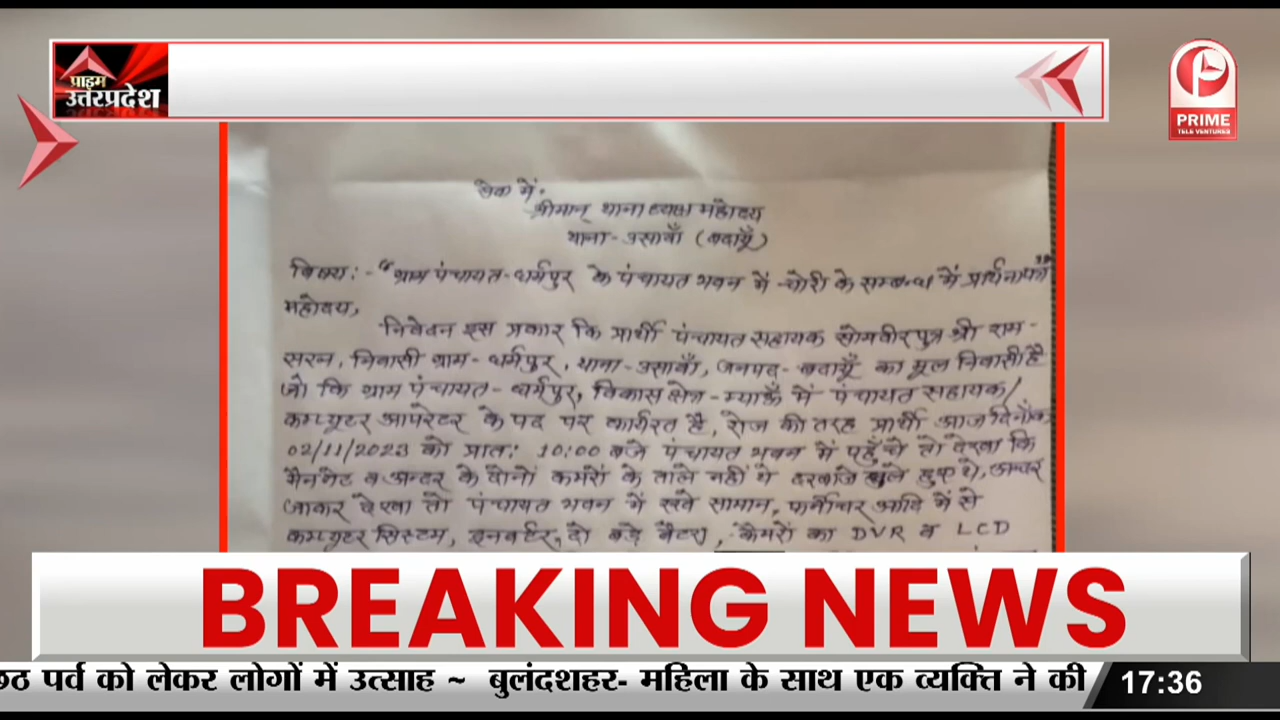 प्राइम
उत्तरप्रदेश
PRIME
TELE VENTURES
सेवा में,
श्रीमान् थानाध्यक्ष महोदय
थाना-उसावाँ (बदायूँ)
विषय:- "ग्राम पंचायत-धर्मपुर के पंचायत भवन में चोरी के सम्बन्ध में प्रार्थनापत्र"
महोदय,
निवेदन इस प्रकार कि प्रार्थी पंचायत सहायक सोमवीर पुत्र श्री राम-
सरन, निवासी ग्राम-धर्मपुर, थाना-उसावाँ, जनपद-बदायूँ का मूल निवासी है
जो कि ग्राम पंचायत-धर्मपुर, विकास क्षेत्र-म्याऊँ में पंचायत सहायक/
कम्प्यूटर आपरेटर के पद पर कार्यरत है, रोज की तरह प्रार्थी आज दिनाँक
02/11/2023 को प्रात: 10:00 बजे पंचायत भवन में पहुँचे तो देखा कि
मैनगेट व अन्दर के दोनों कमरों के ताले नहीं थे दरबाजे खुले हुए थे, अन्दर
जाकर देखा तो पंचायत भवन में रखे सामान, फर्नीचर आदि में से
कम्प्यूटर सिस्टम, इनवर्टर, दो बड़े बैटरा, कैमरों का DVR व LCD
BREAKING NEWS
छठ पर्व को लेकर लोगों में उत्साह ~ बुलंदशहर- महिला के साथ एक व्यक्ति ने की
17:36